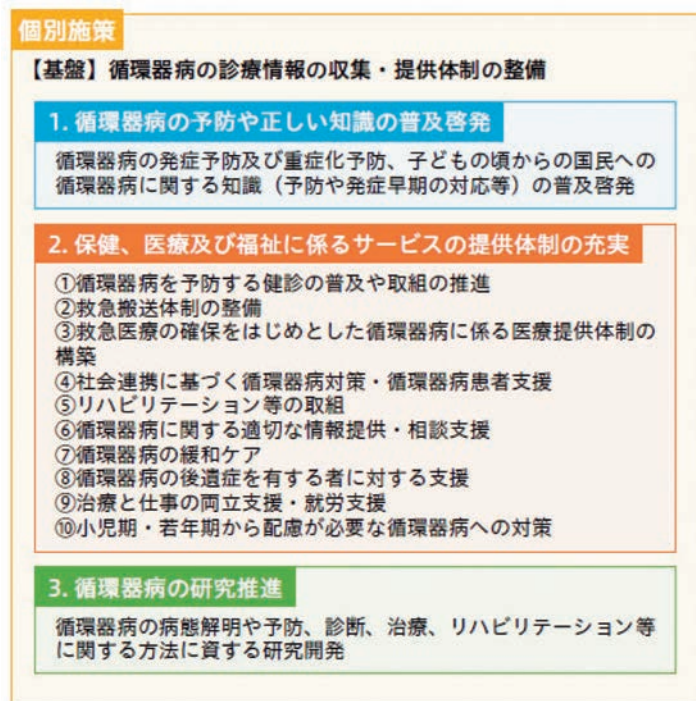 個別施策
【基盤】循環器病の診療情報の収集・提供体制の整備
1. 循環器病の予防や正しい知識の普及啓発
循環器病の発症予防及び重症化予防、子どもの頃からの国民への
循環器病に関する知識（予防や発症早期の対応等）の普及啓発
2. 保健、医療及び福祉に係るサービスの提供体制の充実
①循環器病を予防する健診の普及や取組の推進
②救急搬送体制の整備
③救急医療の確保をはじめとした循環器病に係る医療提供体制の
構築
④社会連携に基づく循環器病対策・循環器病患者支援
⑤リハビリテーション等の取組
⑥循環器病に関する適切な情報提供・相談支援
⑦循環器病の緩和ケア
⑧循環器病の後遺症を有する者に対する支援
⑨治療と仕事の両立支援・就労支援
⑩小児期・若年期から配慮が必要な循環器病への対策
3. 循環器病の研究推進
循環器病の病態解明や予防、診断、治療、リハビリテーション等
に関する方法に資する研究開発